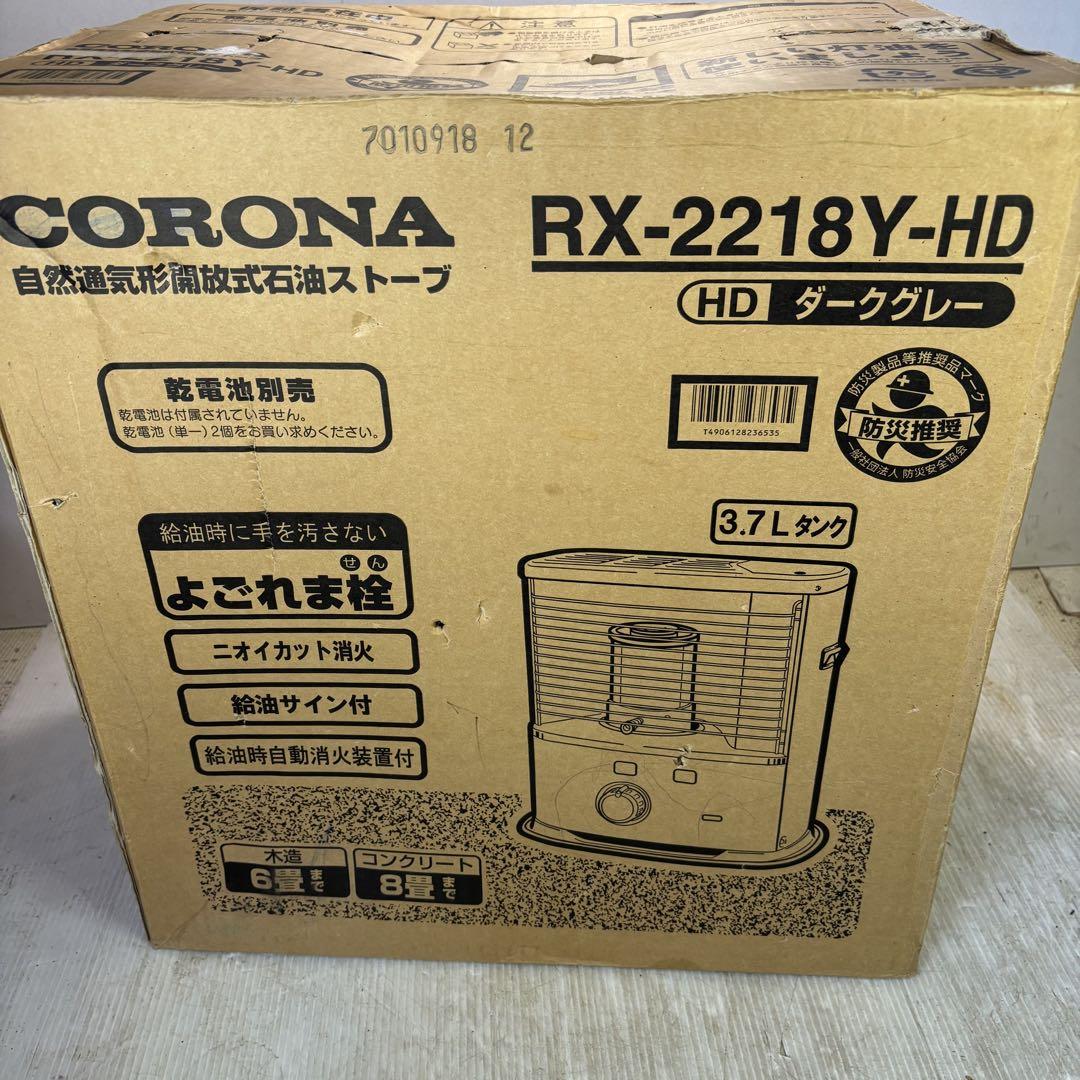 注意
CORONA
RX-2218Y-HD
7010918 12
CORONA
自然通気形開放式石油ストーブ
RX-2218Y-HD
HD ダークグレー
乾電池別売
乾電池は付属されていません。
乾電池(単一)2個をお買い求めください。
T4906128236535
防災製品等推奨品マーク
防災推奨
一般社団法人 防災安全協会
給油時に手を汚さない
せん
よごれま栓
ニオイカット消火
給油サイン付
給油時自動消火装置付
3.7L タンク
木造
6畳まで
コンクリート
8畳まで